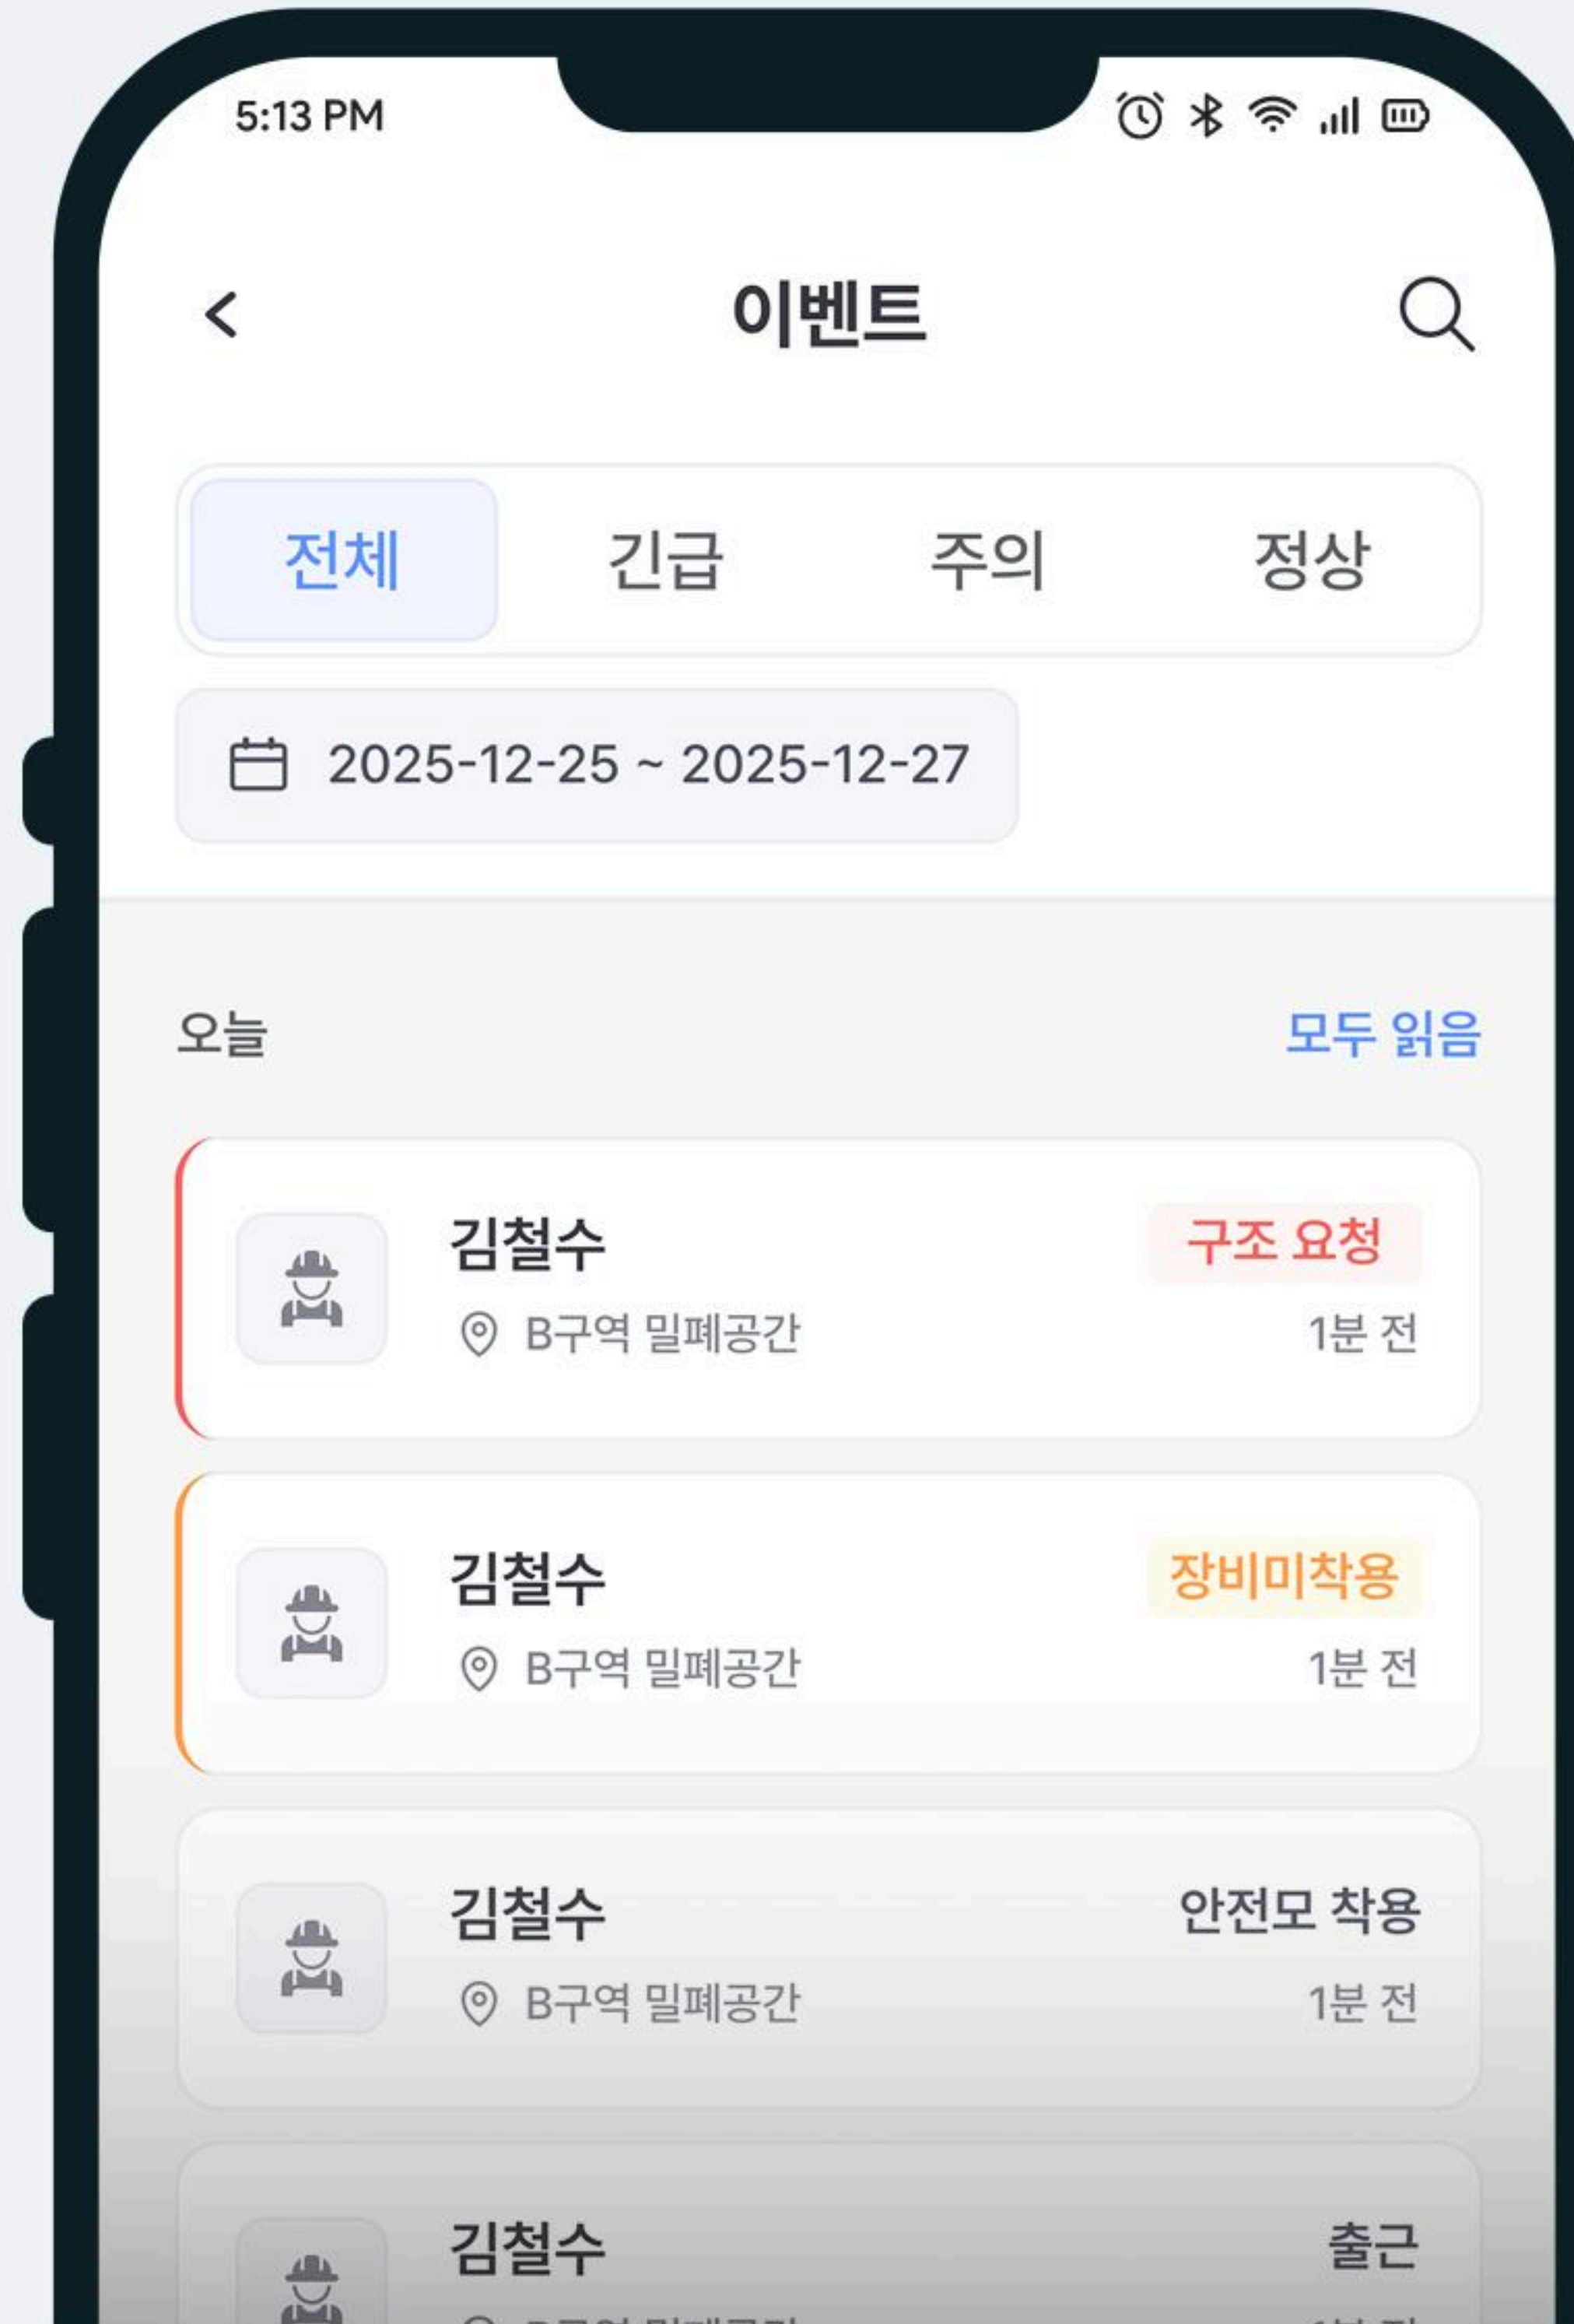 5:13 PM
이벤트
전체 긴급 주의 정상
2025-12-25 ~ 2025-12-27
오늘 모두 읽음
김철수 구조 요청
B구역 밀폐공간 1분 전
김철수 장비미착용
B구역 밀폐공간 1분 전
김철수 안전모 착용
B구역 밀폐공간 1분 전
김철수 출근